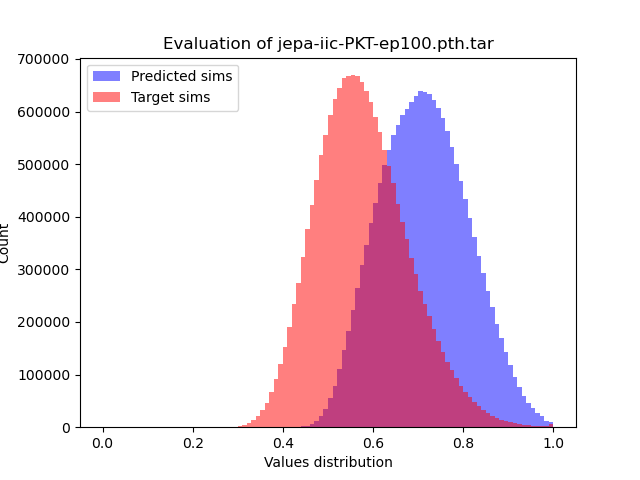 Evaluation of jepa-iic-PKT-ep100.pth.tar
Predicted sims
Target sims
700000
600000
500000
400000
300000
200000
100000
0
Count
0.0 0.2 0.4 0.6 0.8 1.0
Values distribution